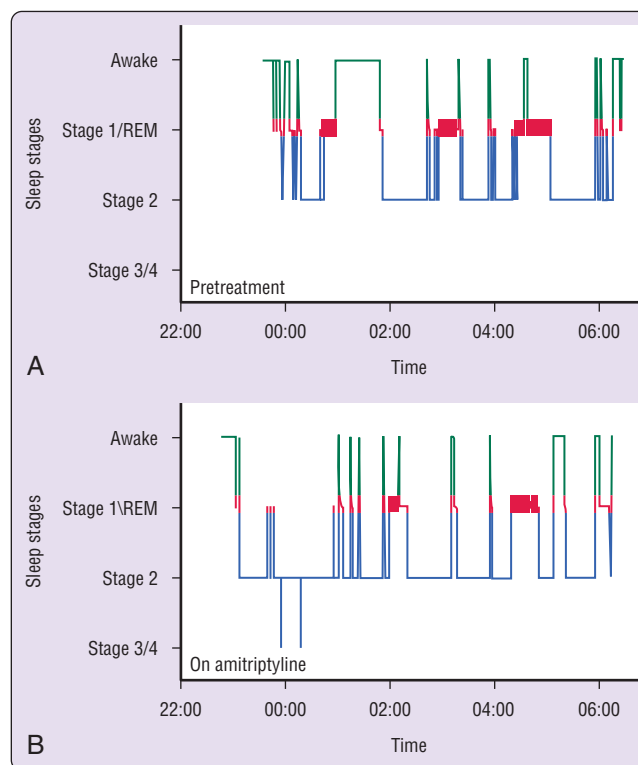 Awake
Stage 1/REM
Stage 2
Stage 3/4
Sleep stages
Pretreatment
22:00 00:00 02:00 04:00 06:00
A
Time
Awake
Stage 1\REM
Stage 2
Stage 3/4
Sleep stages
On amitriptyline
22:00 00:00 02:00 04:00 06:00
B
Time